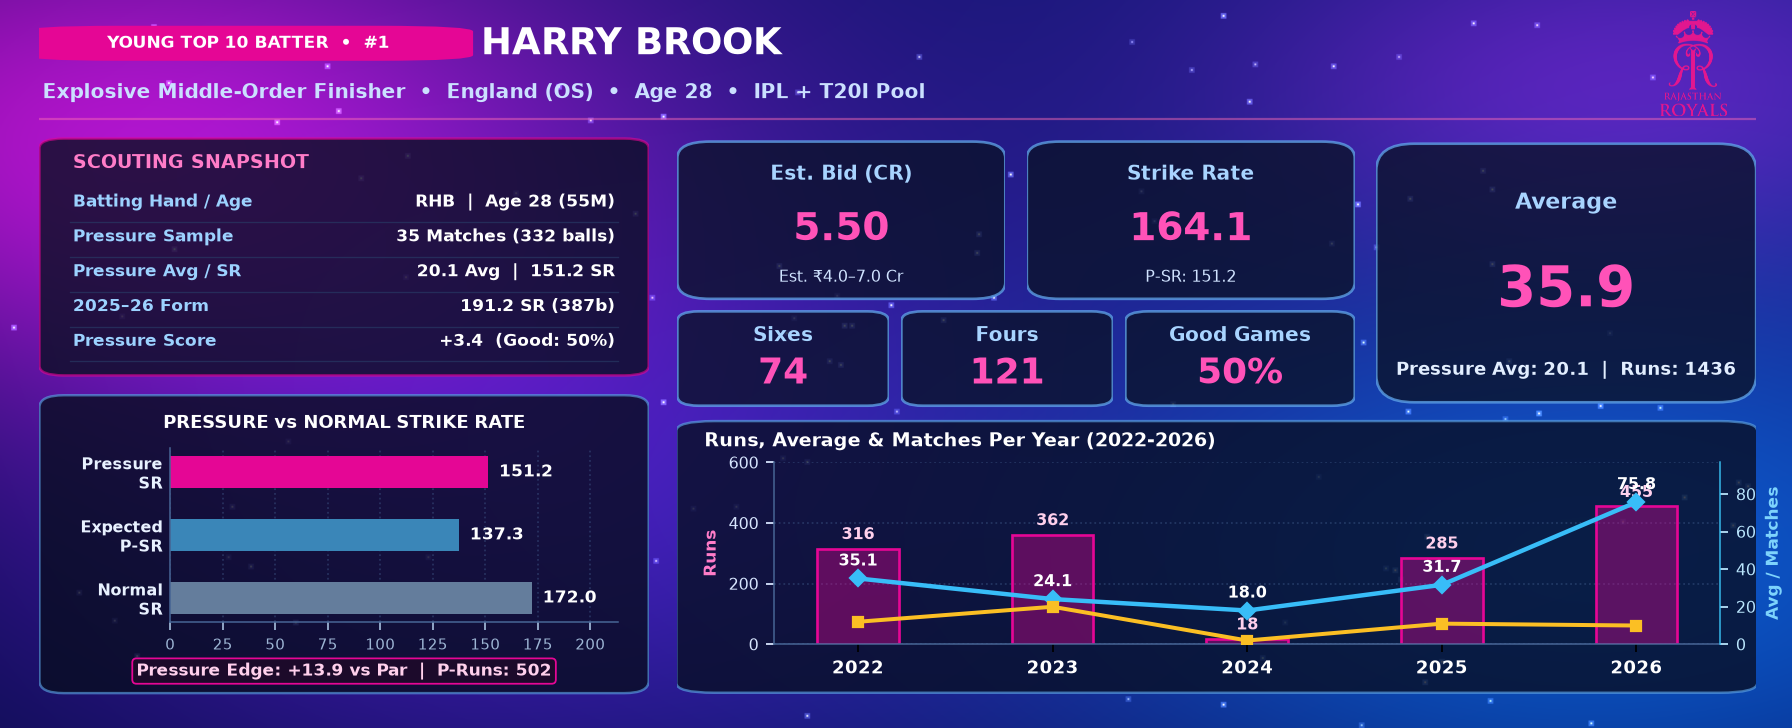 YOUNG TOP 10 BATTER • #1
HARRY BROOK
Explosive Middle-Order Finisher • England (OS) • Age 28 • IPL + T20I Pool
RAJASTHAN
ROYALS
SCOUTING SNAPSHOT
Batting Hand / Age RHB | Age 28 (55M)
Pressure Sample 35 Matches (332 balls)
Pressure Avg / SR 20.1 Avg | 151.2 SR
2025–26 Form 191.2 SR (387b)
Pressure Score +3.4 (Good: 50%)
Est. Bid (CR)
5.50
Est. ₹4.0–7.0 Cr
Strike Rate
164.1
P-SR: 151.2
Average
35.9
Pressure Avg: 20.1 | Runs: 1436
Sixes
74
Fours
121
Good Games
50%
PRESSURE vs NORMAL STRIKE RATE
Pressure
SR
151.2
Expected
P-SR
137.3
Normal
SR
172.0
0 25 50 75 100 125 150 175 200
Pressure Edge: +13.9 vs Par | P-Runs: 502
Runs, Average & Matches Per Year (2022-2026)
Runs
600
400
200
0
316
35.1
362
24.1
18.0
18
285
31.7
75.8
455
80
60
40
20
0
Avg / Matches
2022 2023 2024 2025 2026